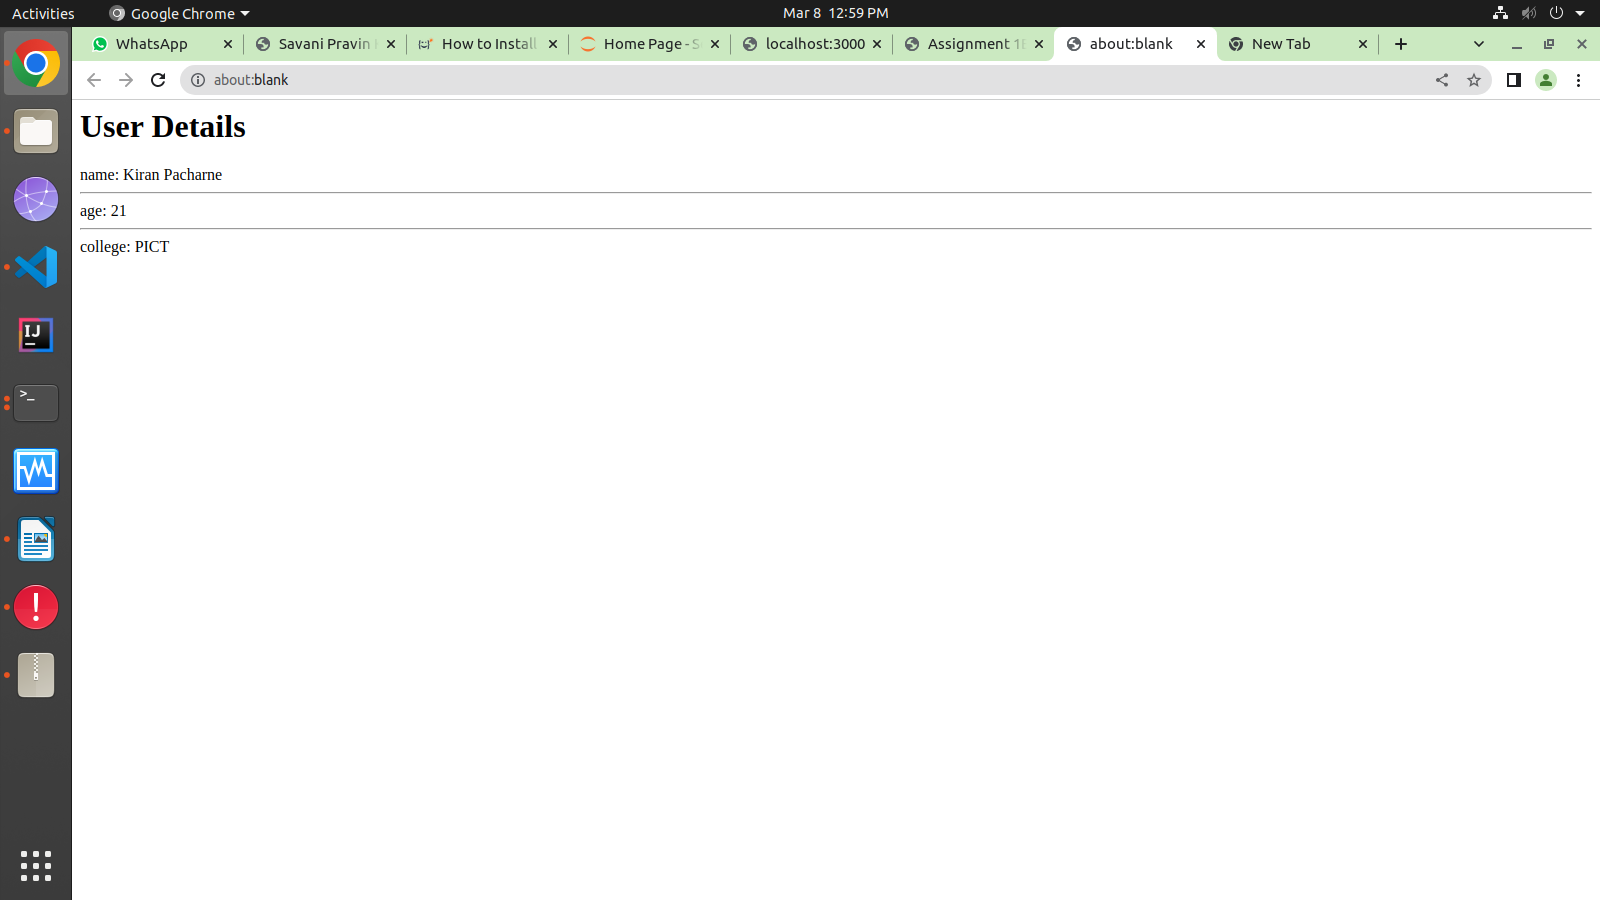 Activities
Google Chrome
Mar 8 12:59 PM
WhatsApp
Savani Pravin
How to Install
Home Page - S
localhost:3000
Assignment 1
about:blank
New Tab
about:blank
User Details
name: Kiran Pacharne
age: 21
college: PICT
IJ
>_